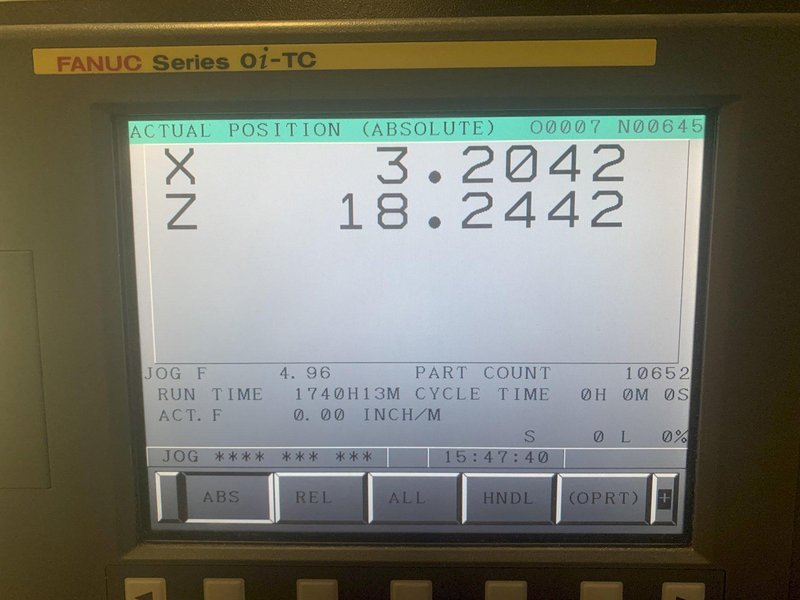 FANUC Series 0i-TC
ACTUAL POSITION (ABSOLUTE) O0007 N00645
X 3.2042
Z 18.2442
JOG F 4.96 PART COUNT 10652
RUN TIME 1740H13M CYCLE TIME 0H 0M 0S
ACT.F 0.00 INCH/M
S 0 L 0%
JOG **** *** *** 15:47:40
ABS REL ALL HNDL (OPRT) +